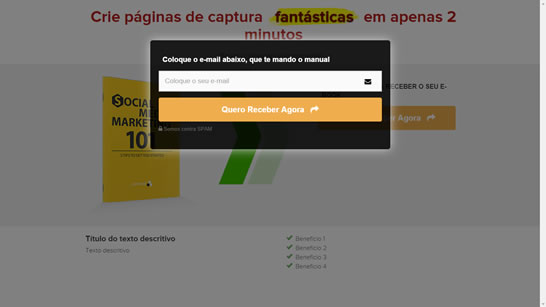 Crie páginas de captura fantásticas em apenas 2
minutos
Coloque o e-mail abaixo, que te mando o manual
Coloque o seu e-mail
Quero Receber Agora
Somos contra SPAM
RECEBER O SEU E-
Agora
SOCIAL
MEDIA
MARKETING
101
Título do texto descritivo
Texto descritivo
Benefício 1
Benefício 2
Benefício 3
Benefício 4